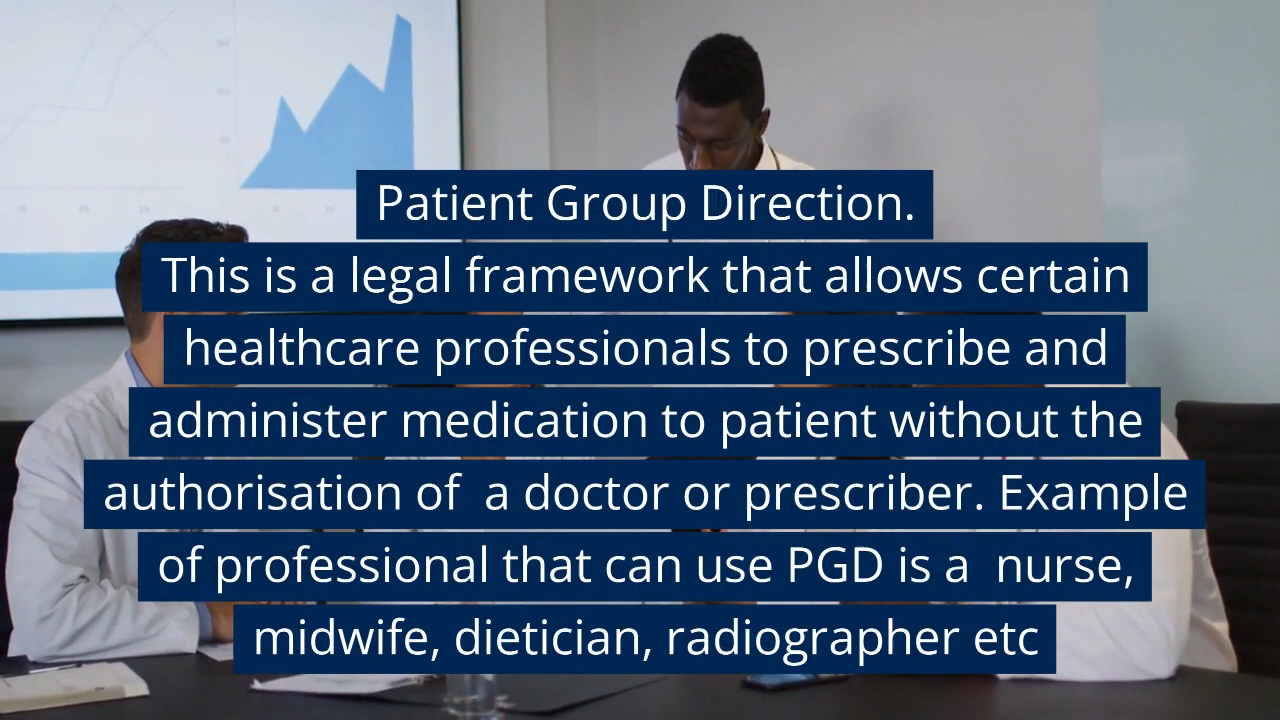 Patient Group Direction.
This is a legal framework that allows certain
healthcare professionals to prescribe and
administer medication to patient without the
authorisation of  a doctor or prescriber. Example
of professional that can use PGD is a  nurse,
midwife, dietician, radiographer etc